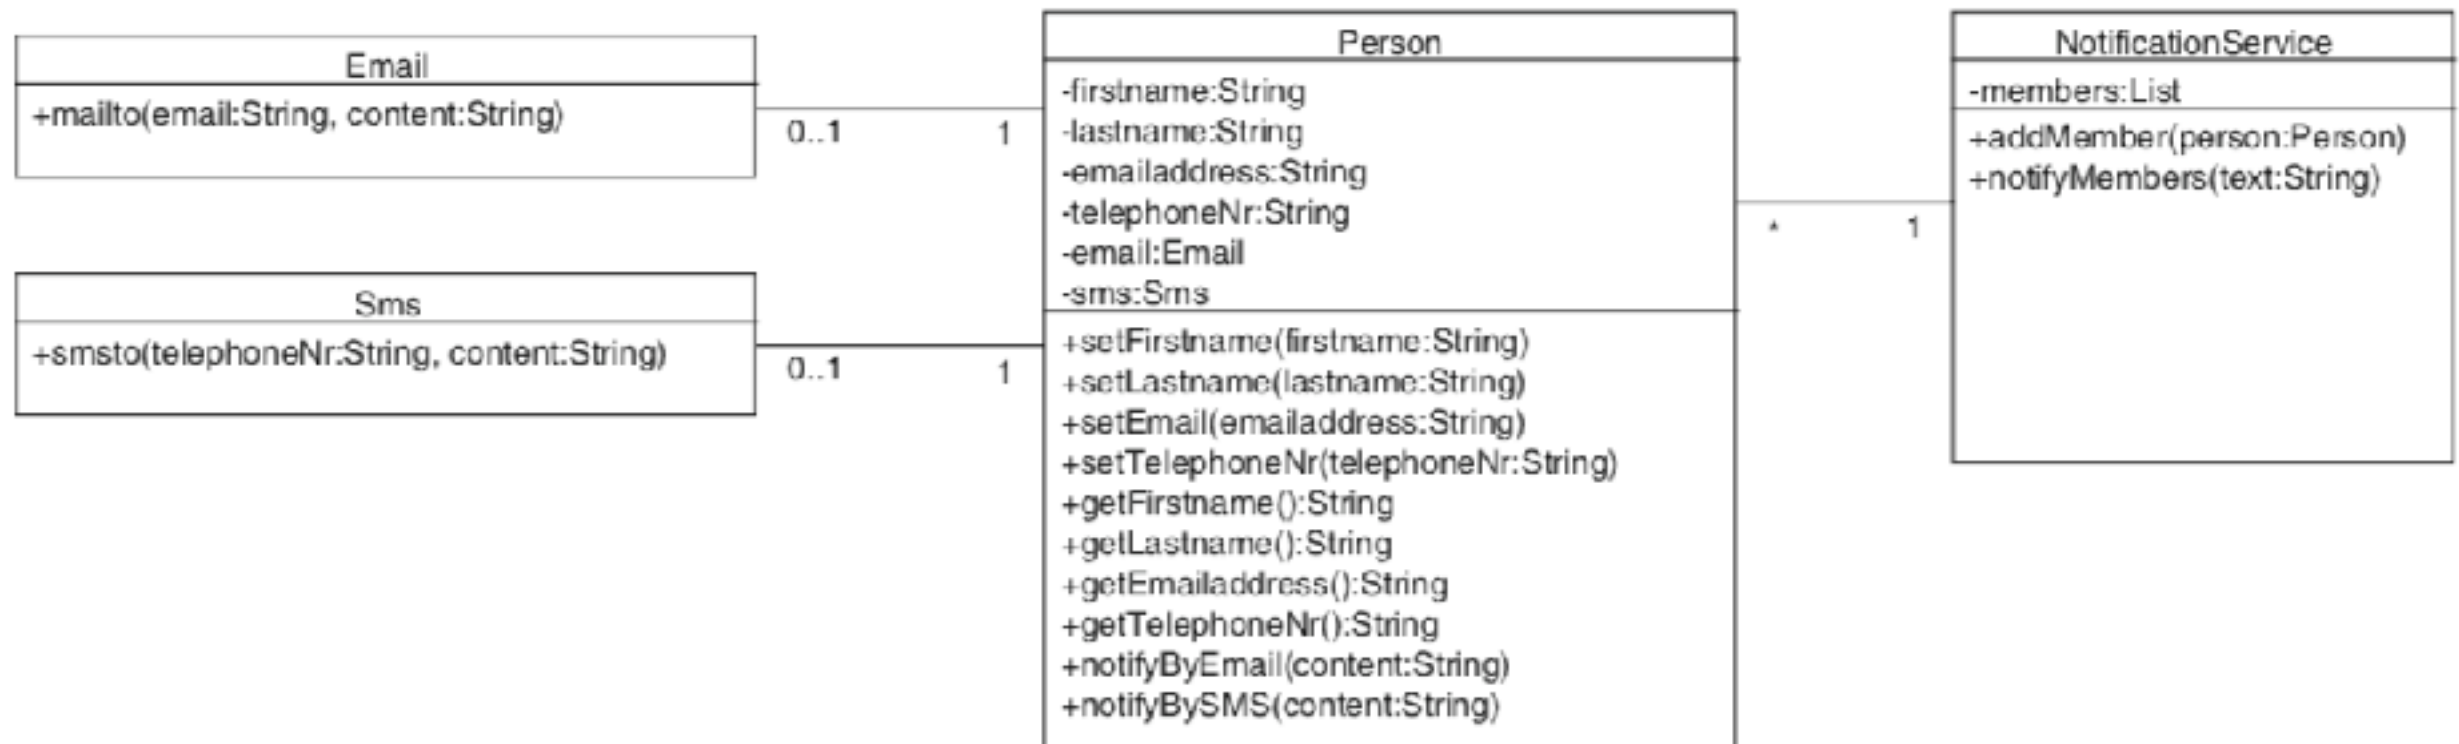 Email
+mailto(email:String, content:String)
0..1
1
Sms
+smsto(telephoneNr:String, content:String)
0..1
1
Person
-firstname:String
-lastname:String
-emailaddress:String
-telephoneNr:String
-email:Email
-sms:Sms
+setFirstname(firstname:String)
+setLastname(lastname:String)
+setEmail(emailaddress:String)
+setTelephoneNr(telephoneNr:String)
+getFirstname():String
+getLastname():String
+getEmailaddress():String
+getTelephoneNr():String
+notifyByEmail(content:String)
+notifyBySMS(content:String)
*
1
NotificationService
-members:List
+addMember(person:Person)
+notifyMembers(text:String)